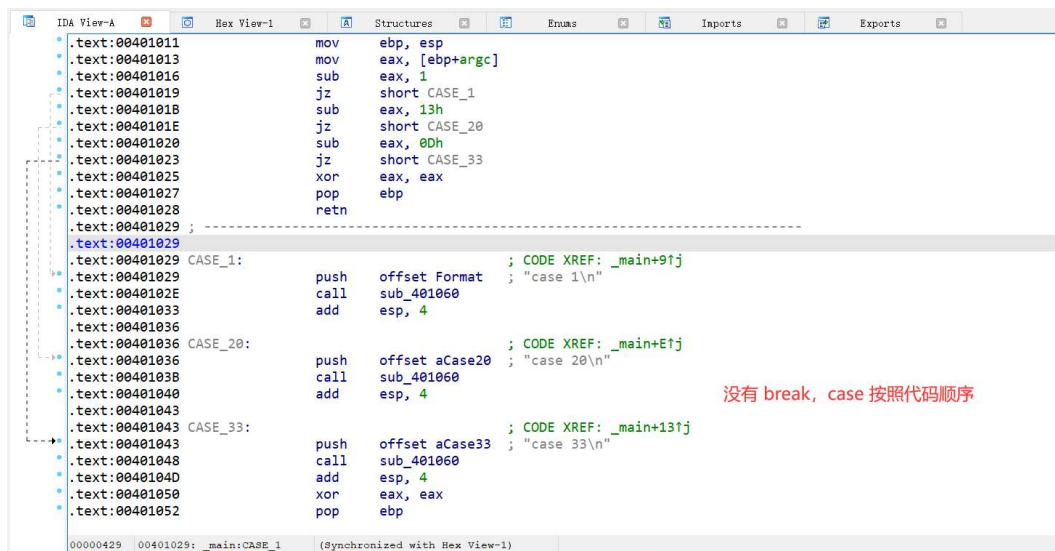 IDA View-A Hex View-1 Structures Enums Imports Exports
.text:00401011 mov ebp, esp
.text:00401013 mov eax, [ebp+argc]
.text:00401016 sub eax, 1
.text:00401019 jz short CASE_1
.text:0040101B sub eax, 13h
.text:0040101E jz short CASE_20
.text:00401020 sub eax, 0Dh
.text:00401023 jz short CASE_33
.text:00401025 xor eax, eax
.text:00401027 pop ebp
.text:00401028 retn
.text:00401029 ; ---------------------------------------------------------------------------
.text:00401029
.text:00401029 CASE_1: ; CODE XREF: _main+9↑j
.text:00401029 push offset Format ; "case 1\n"
.text:0040102E call sub_401060
.text:00401033 add esp, 4
.text:00401036
.text:00401036 CASE_20: ; CODE XREF: _main+E↑j
.text:00401036 push offset aCase20 ; "case 20\n"
.text:0040103B call sub_401060
.text:00401040 add esp, 4
没有 break，case 按照代码顺序
.text:00401043
.text:00401043 CASE_33: ; CODE XREF: _main+13↑j
.text:00401043 push offset aCase33 ; "case 33\n"
.text:00401048 call sub_401060
.text:0040104D add esp, 4
.text:00401050 xor eax, eax
.text:00401052 pop ebp
00000429 00401029: _main:CASE_1 (Synchronized with Hex View-1)